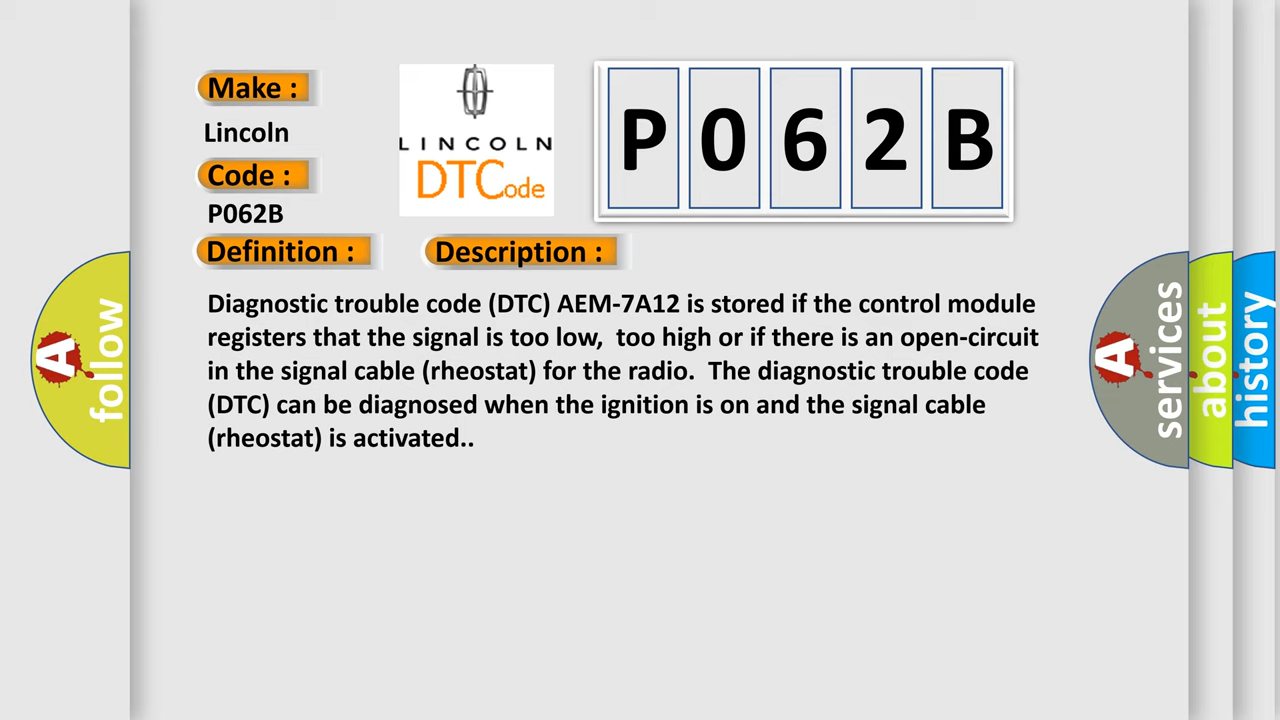 Make :
Lincoln
Code :
P062B
Definition :
Description :
LINCOLN
DTCode
P062B
Diagnostic trouble code (DTC) AEM-7A12 is stored if the control module
registers that the signal is too low,  too high or if there is an open-circuit
in the signal cable (rheostat) for the radio.  The diagnostic trouble code
(DTC) can be diagnosed when the ignition is on and the signal cable
(rheostat) is activated..
A follow
A services
about
history